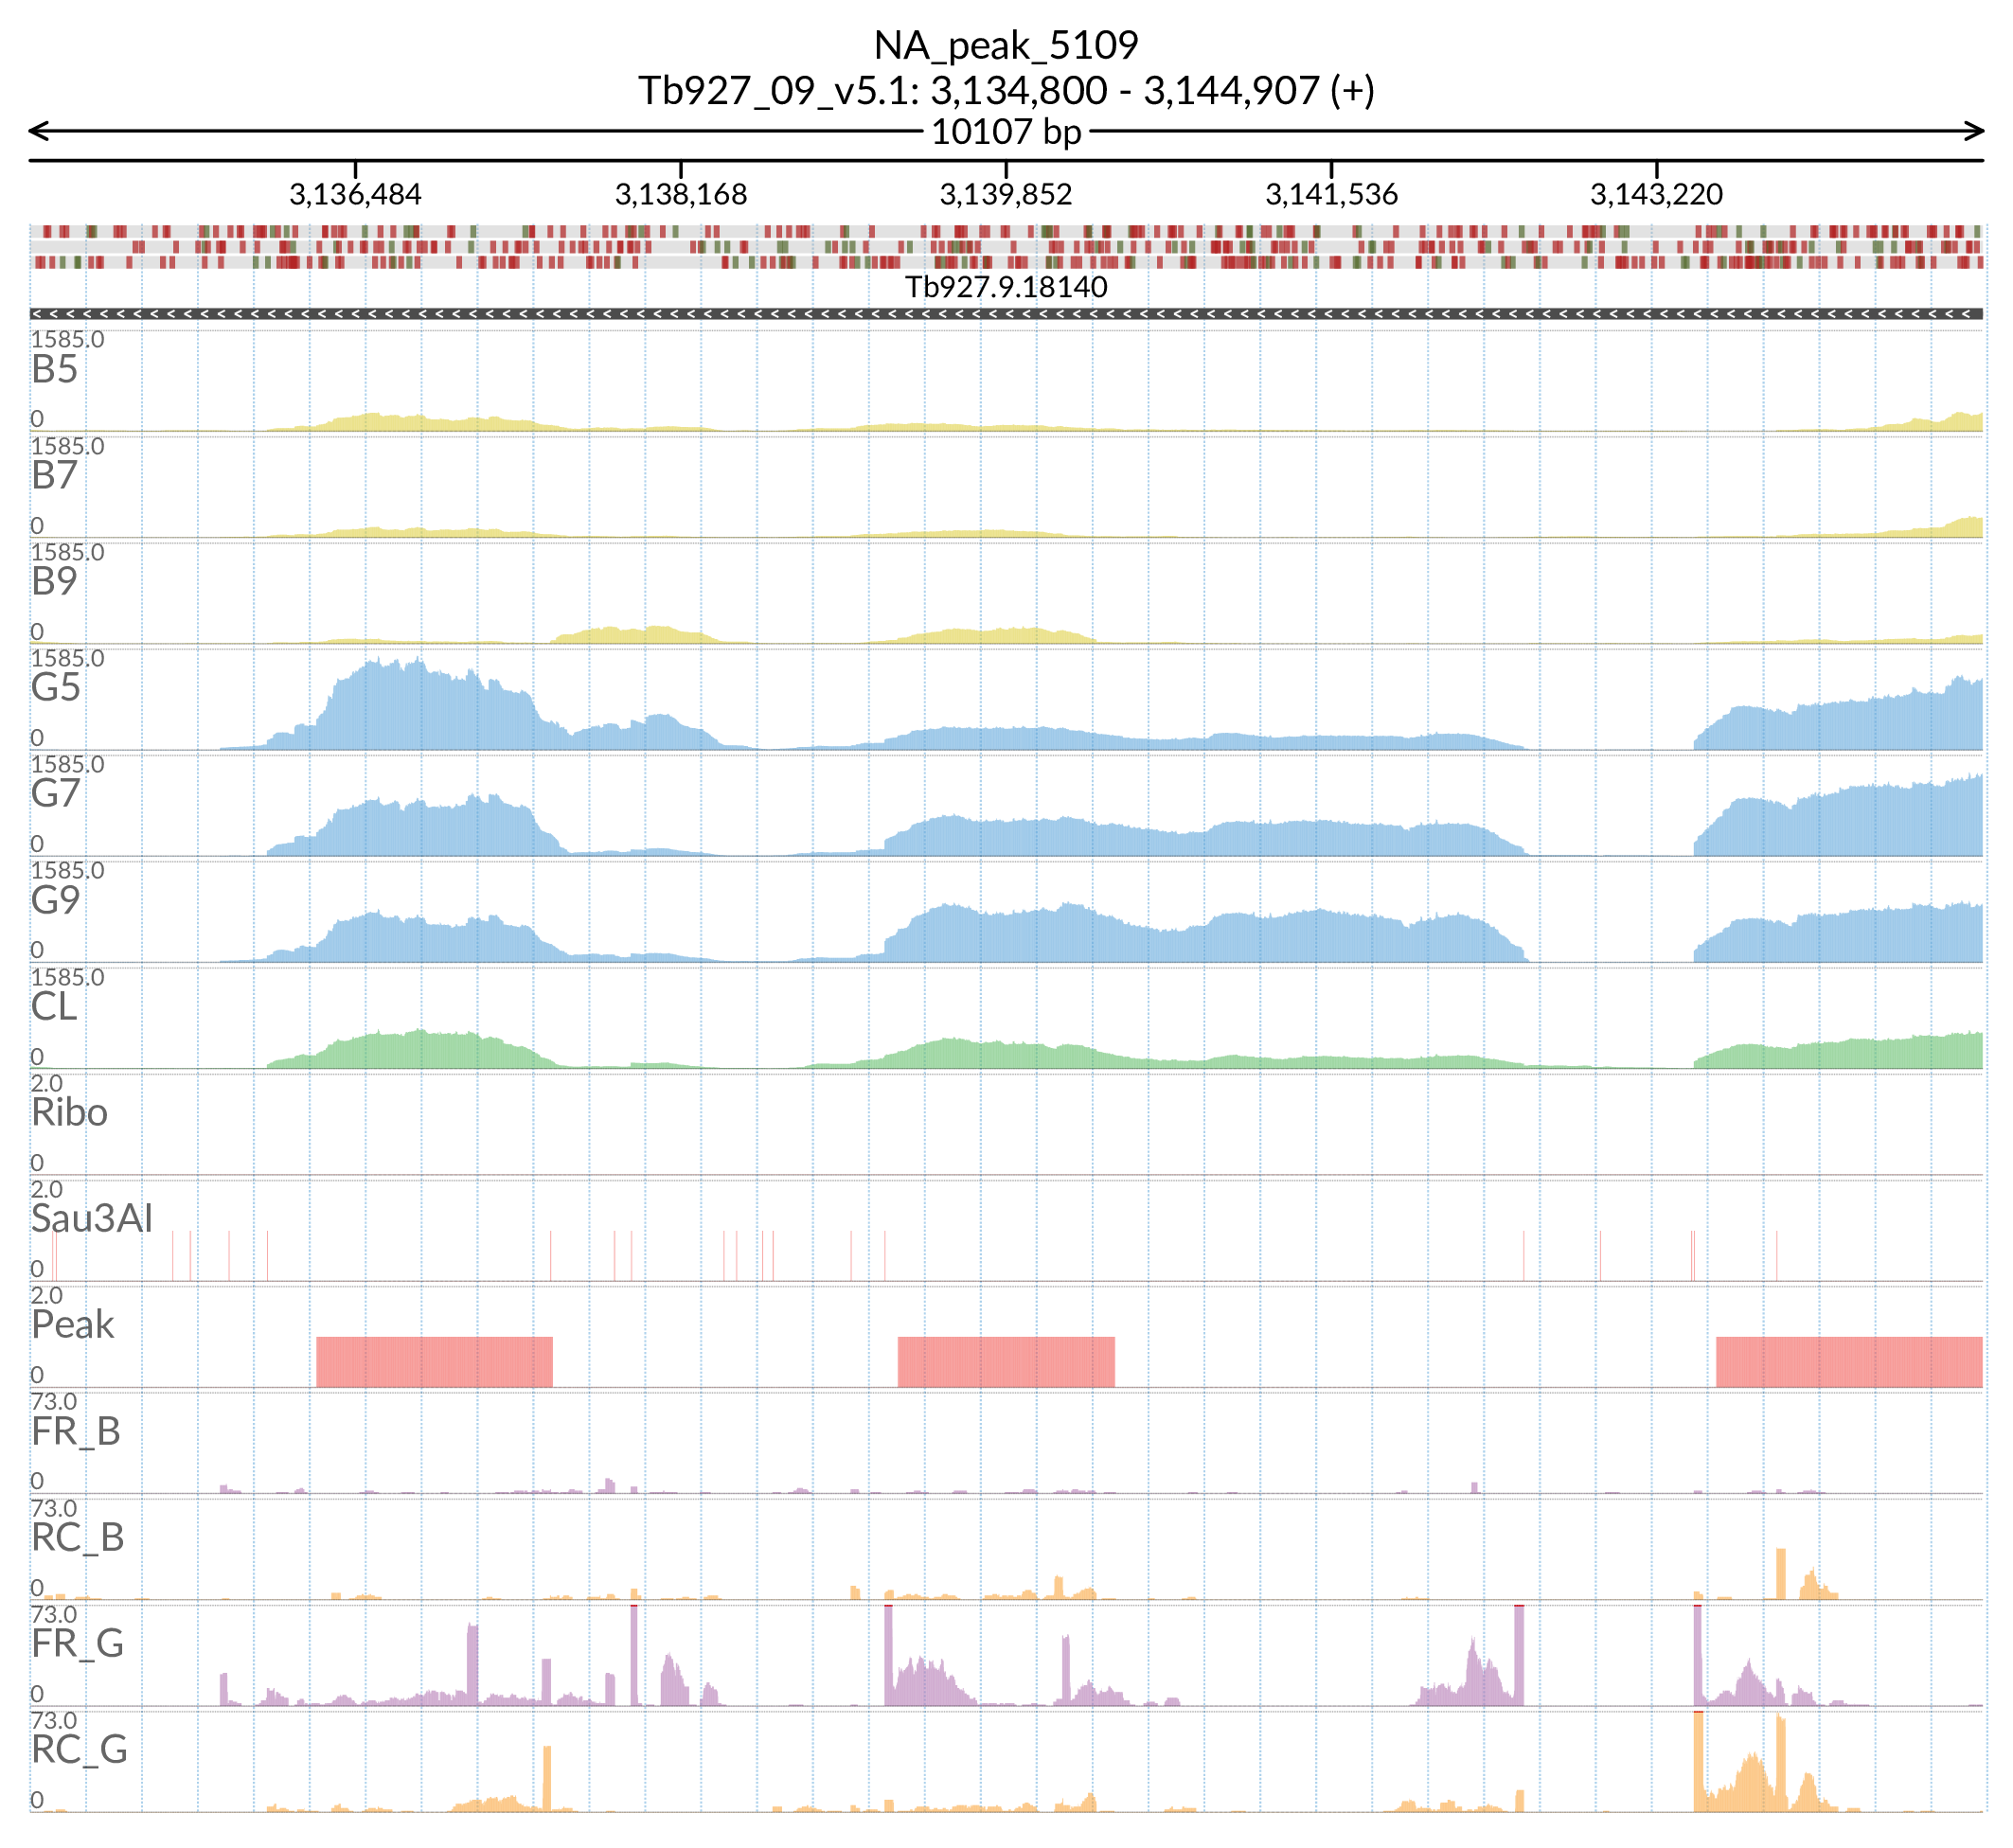 NA_peak_5109
Tb927_09_v5.1: 3,134,800 - 3,144,907 (+)
10107 bp
3,136,484 3,138,168 3,139,852 3,141,536 3,143,220
Tb927.9.18140
1585.0
B5
0
1585.0
B7
0
1585.0
B9
0
1585.0
G5
0
1585.0
G7
0
1585.0
G9
0
1585.0
CL
0
2.0
Ribo
0
2.0
Sau3AI
0
2.0
Peak
0
73.0
FR_B
0
73.0
RC_B
0
73.0
FR_G
0
73.0
RC_G
0